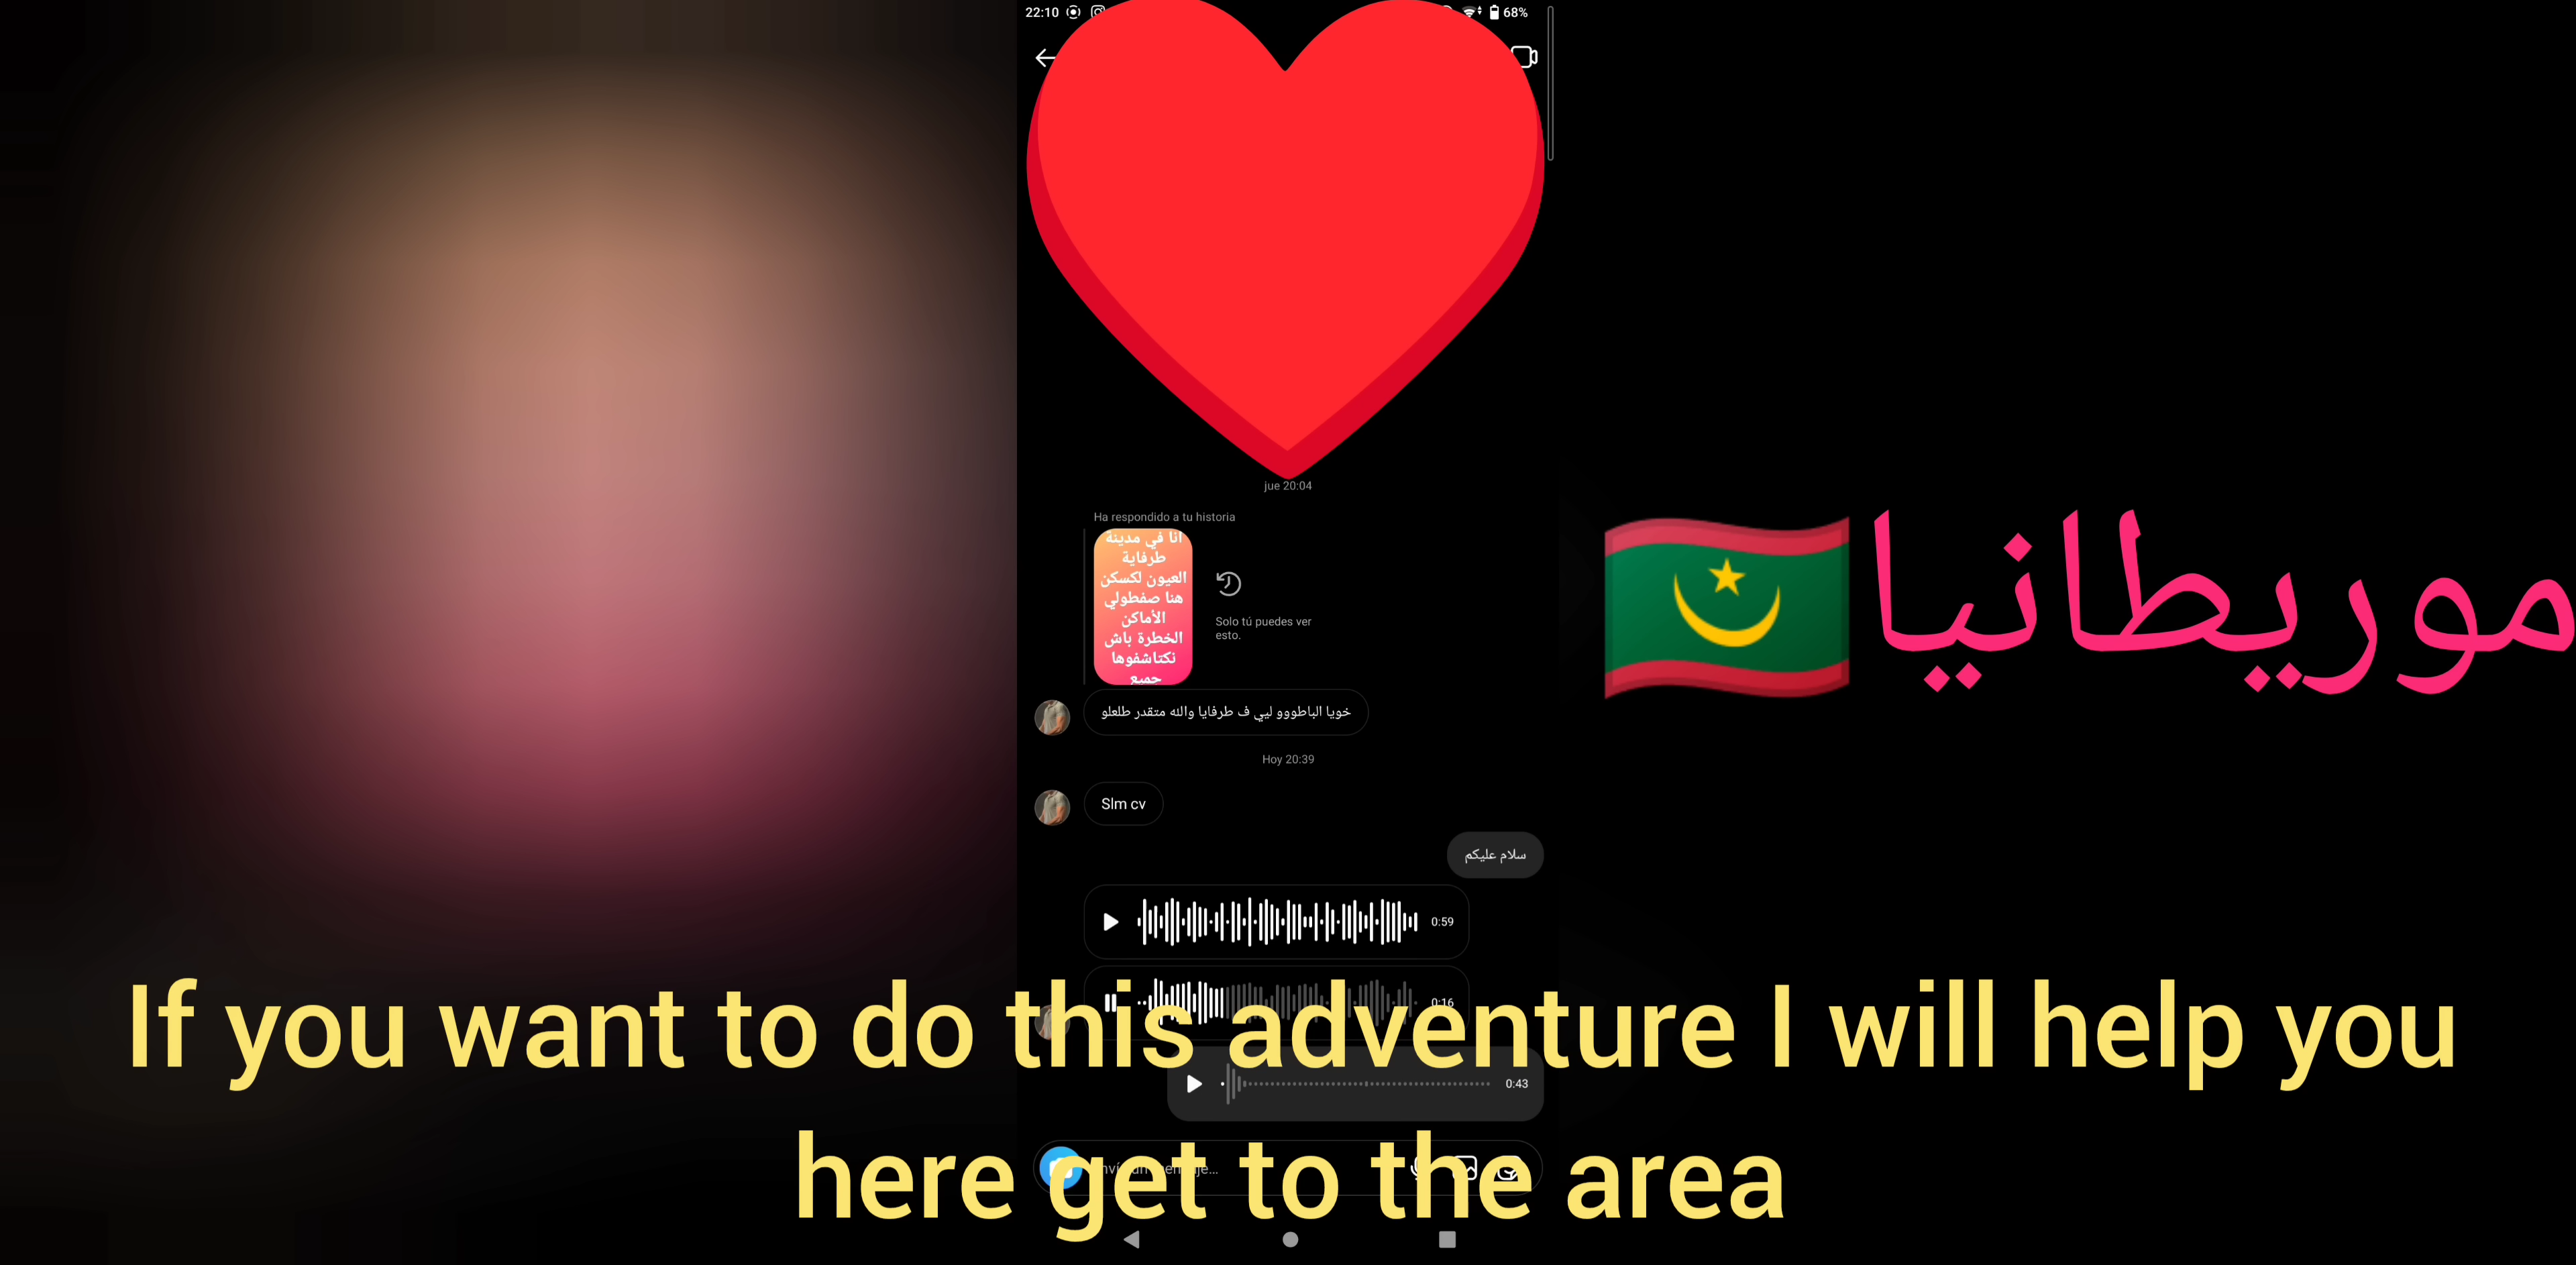 22:10
68%
jue 20:04
Ha respondido a tu historia
انا في مدينة
طرفاية
العيون لكسكن
هنا صفطولي
الأماكن
الخطرة باش
نكتاشفوها
جميع
Solo tú puedes ver
esto.
خويا الباطووو ليي ف طرفايا والله متقدر طلعلو
موريطانيا
Hoy 20:39
Slm cv
سلام عليكم
0:59
0:16
0:43
If you want to do this adventure I will help you
here get to the area